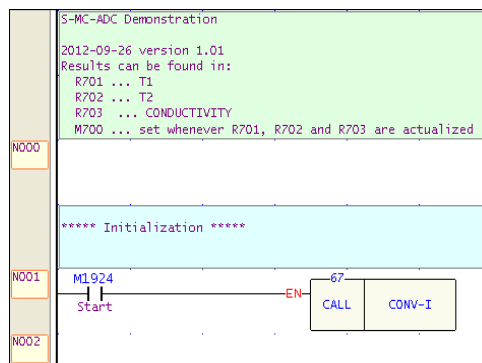 S-MC-ADC Demonstration
2012-09-26 version 1.01
Results can be found in:
R701 ... T1
R702 ... T2
R703 ... CONDUCTIVITY
M700 ... set whenever R701, R702 and R703 are actualized
N000
***** Initialization *****
N001
M1924
Start
EN
67
CALL
CONV-I
N002